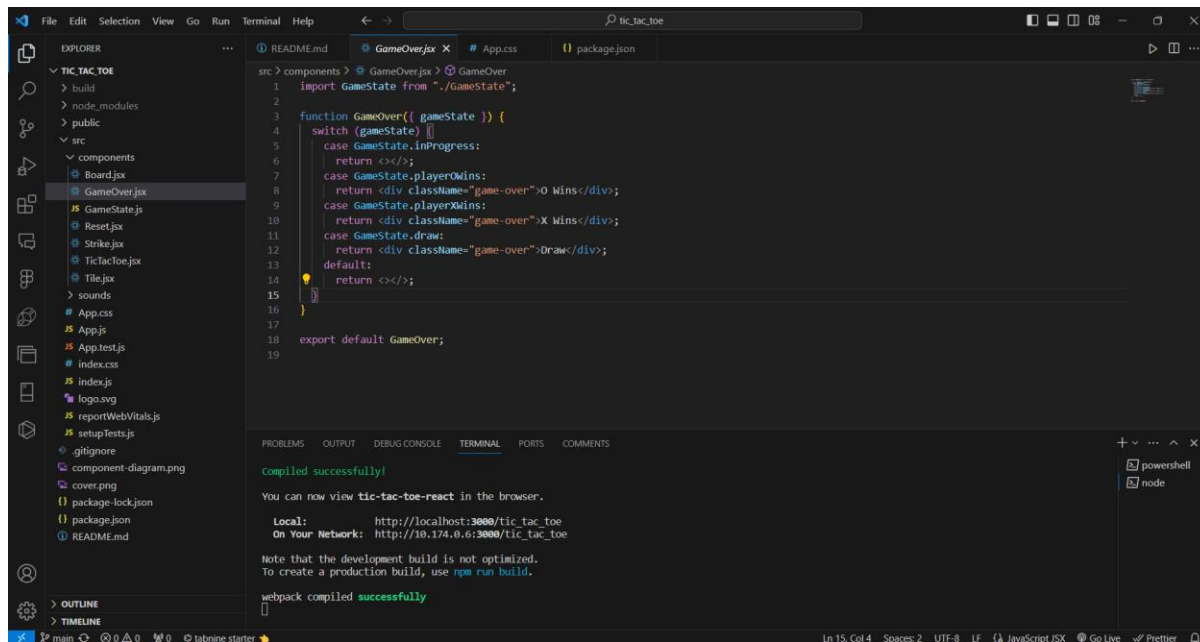 File Edit Selection View Go Run Terminal Help
tic_tac_toe
EXPLORER
TIC_TAC_TOE
build
node_modules
public
src
components
Board.jsx
GameOver.jsx
JS GameState.js
Reset.jsx
Strike.jsx
TicTacToe.jsx
Tile.jsx
sounds
# App.css
JS App.js
JS App.test.js
# index.css
JS index.js
logo.svg
JS reportWebVitals.js
JS setupTests.js
.gitignore
component-diagram.png
cover.png
{} package-lock.json
{} package.json
README.md
OUTLINE
TIMELINE
README.md GameOver.jsx # App.css {} package.json
src > components > GameOver.jsx > GameOver
1 import GameState from "./GameState";
2
3 function GameOver({ gameState }) {
4 switch (gameState) {
5 case GameState.inProgress:
6 return <></>;
7 case GameState.playerOWins:
8 return <div className="game-over">O Wins</div>;
9 case GameState.playerXWins:
10 return <div className="game-over">X Wins</div>;
11 case GameState.draw:
12 return <div className="game-over">Draw</div>;
13 default:
14 return <></>;
15 }
16 }
17
18 export default GameOver;
19
PROBLEMS OUTPUT DEBUG CONSOLE TERMINAL PORTS COMMENTS
Compiled successfully!
You can now view tic-tac-toe-react in the browser.
Local: http://localhost:3000/tic_tac_toe
On Your Network: http://10.174.0.6:3000/tic_tac_toe
Note that the development build is not optimized.
To create a production build, use npm run build.
webpack compiled successfully
powershell
node
main 0 0 0 tabnine starter Ln 15, Col 4 Spaces: 2 UTF-8 LF JavaScript JSX Go Live Prettier